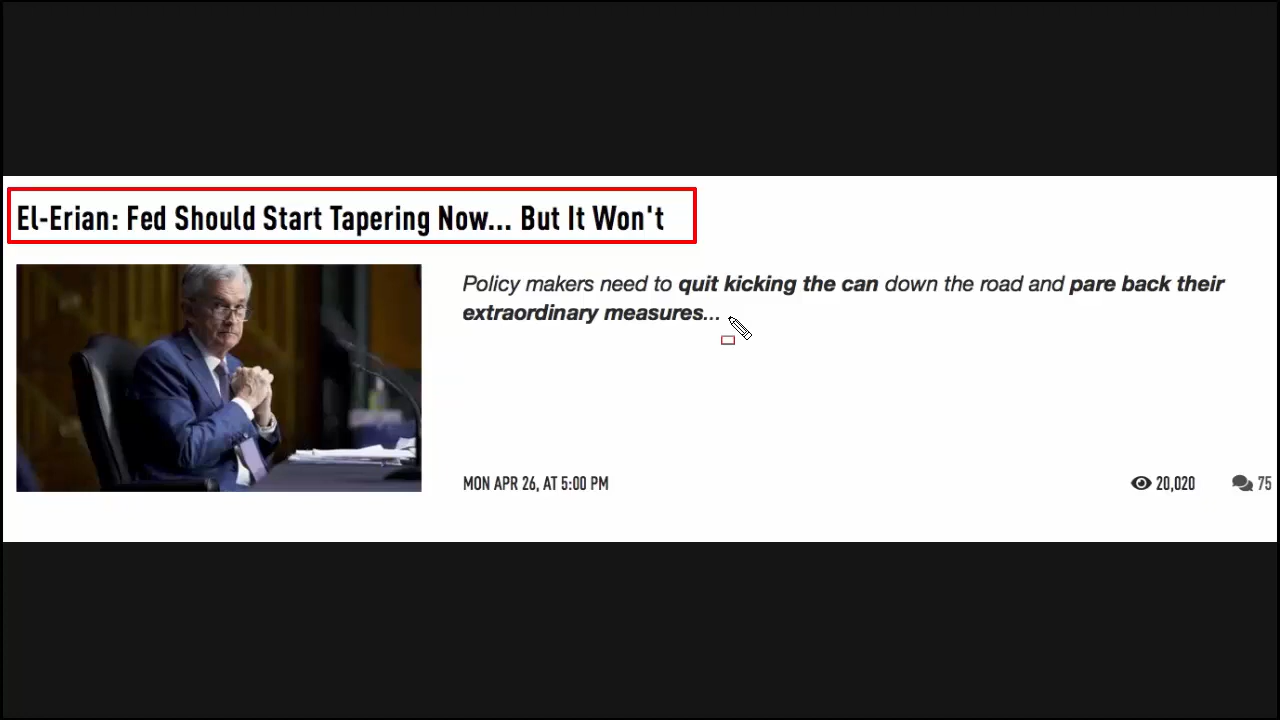 El-Erian: Fed Should Start Tapering Now... But It Won't
Policy makers need to quit kicking the can down the road and pare back their
extraordinary measures...
MON APR 26, AT 5:00 PM
20,020
75